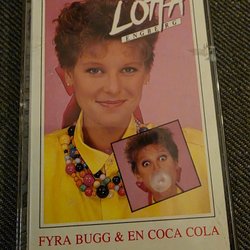 LOTTA
ENGBERG
FYRA BUGG & EN COCA COLA